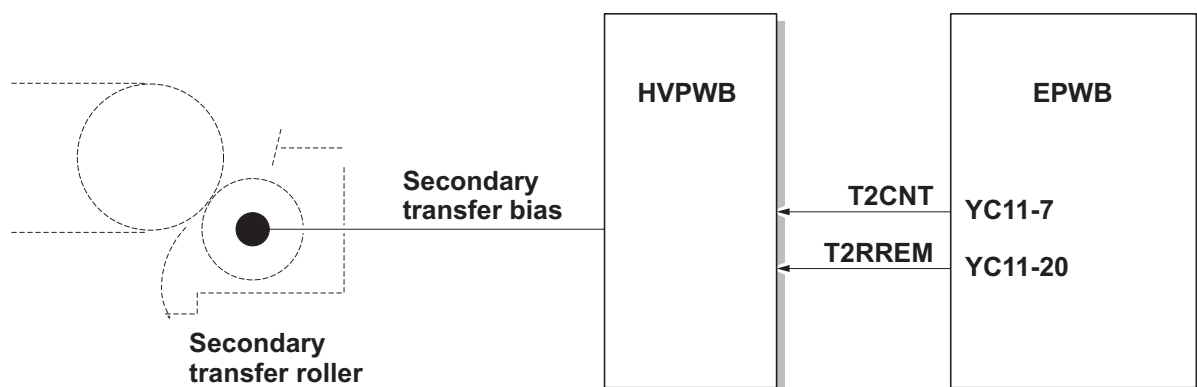 HVPWB
EPWB
Secondary
transfer bias
T2CNT
YC11-7
T2RREM
YC11-20
Secondary
transfer roller